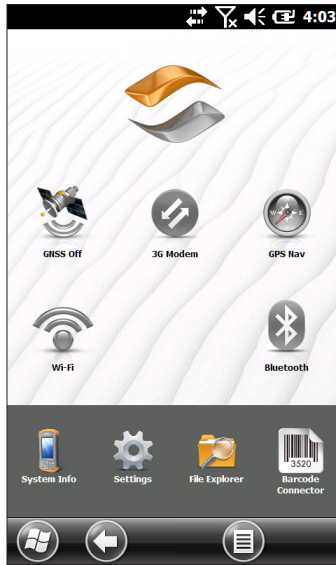 4:03
GNSS Off
3G Modem
GPS Nav
W
E
Wi-Fi
Bluetooth
3520
System Info
Settings
File Explorer
Barcode
Connector